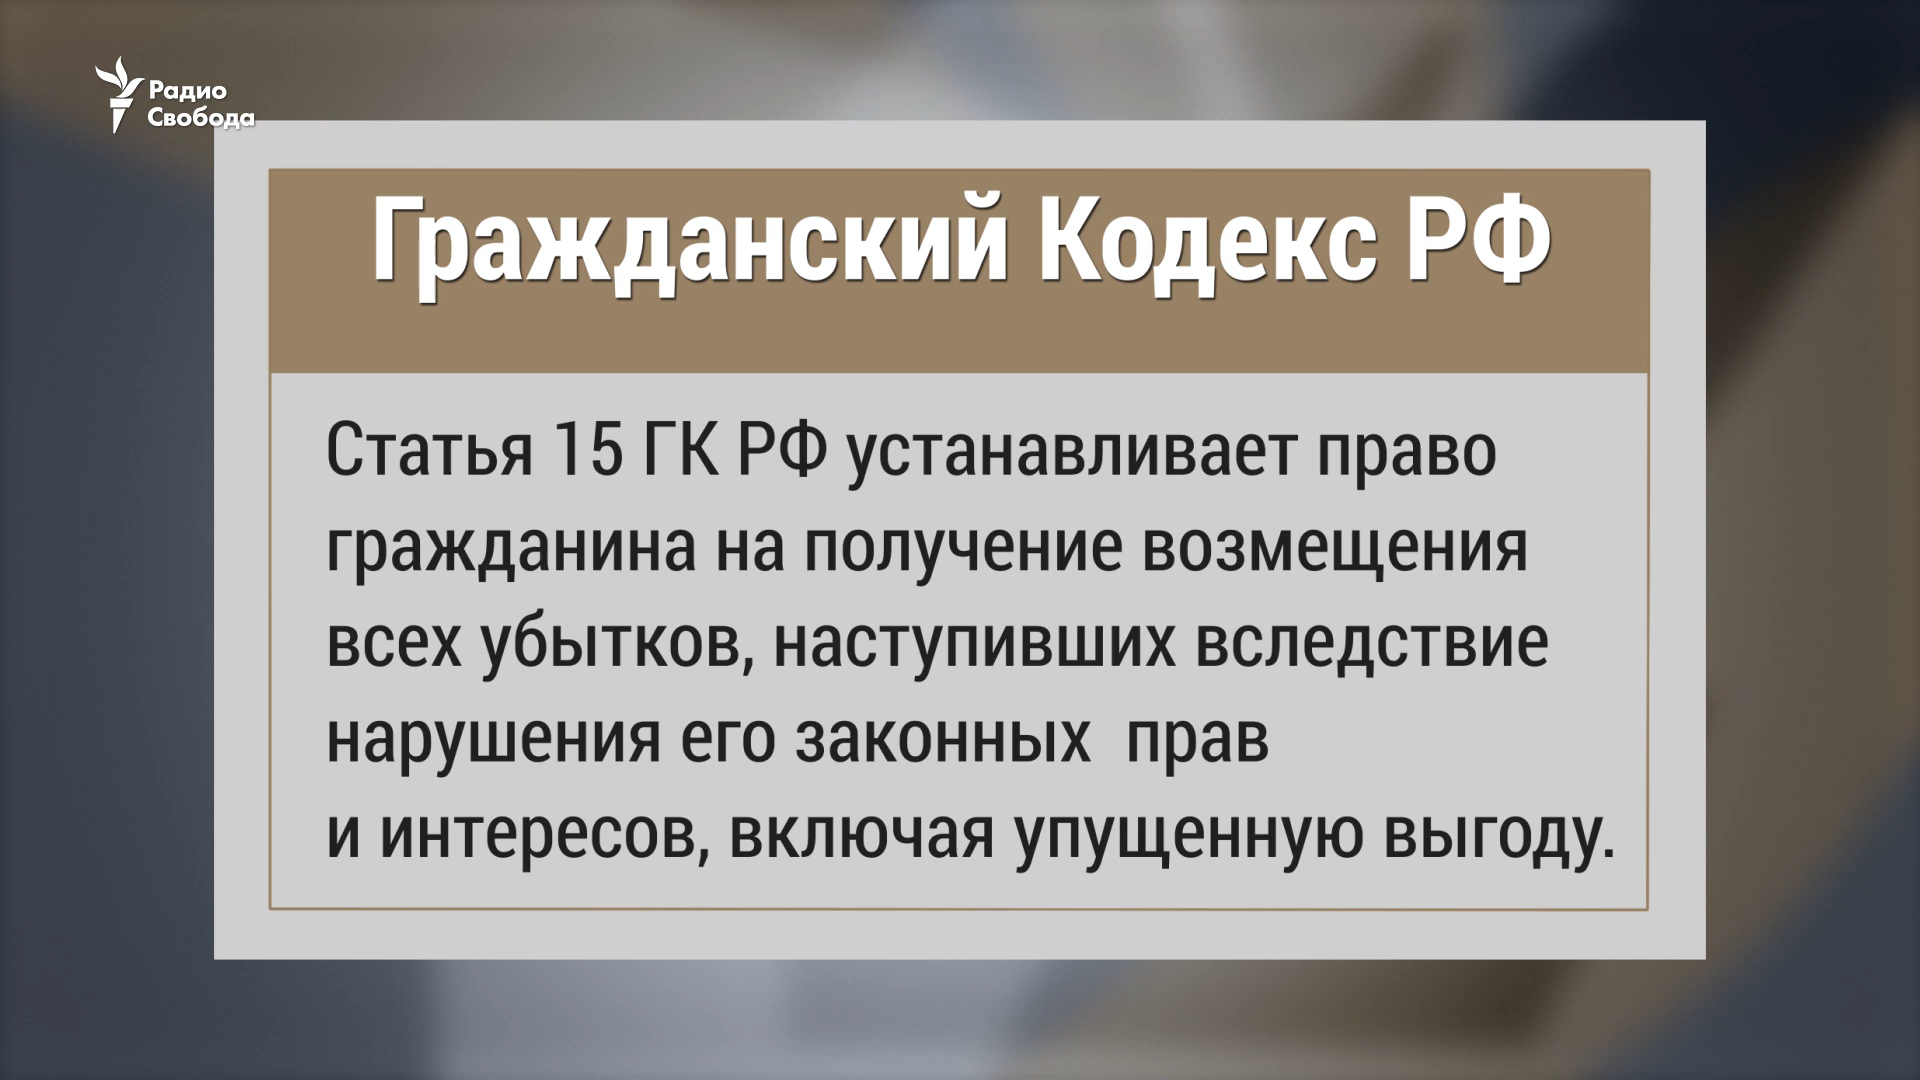 Радио
Свобода
Гражданский Кодекс РФ
Статья 15 ГК РФ устанавливает право
гражданина на получение возмещения
всех убытков, наступивших вследствие
нарушения его законных прав
и интересов, включая упущенную выгоду.